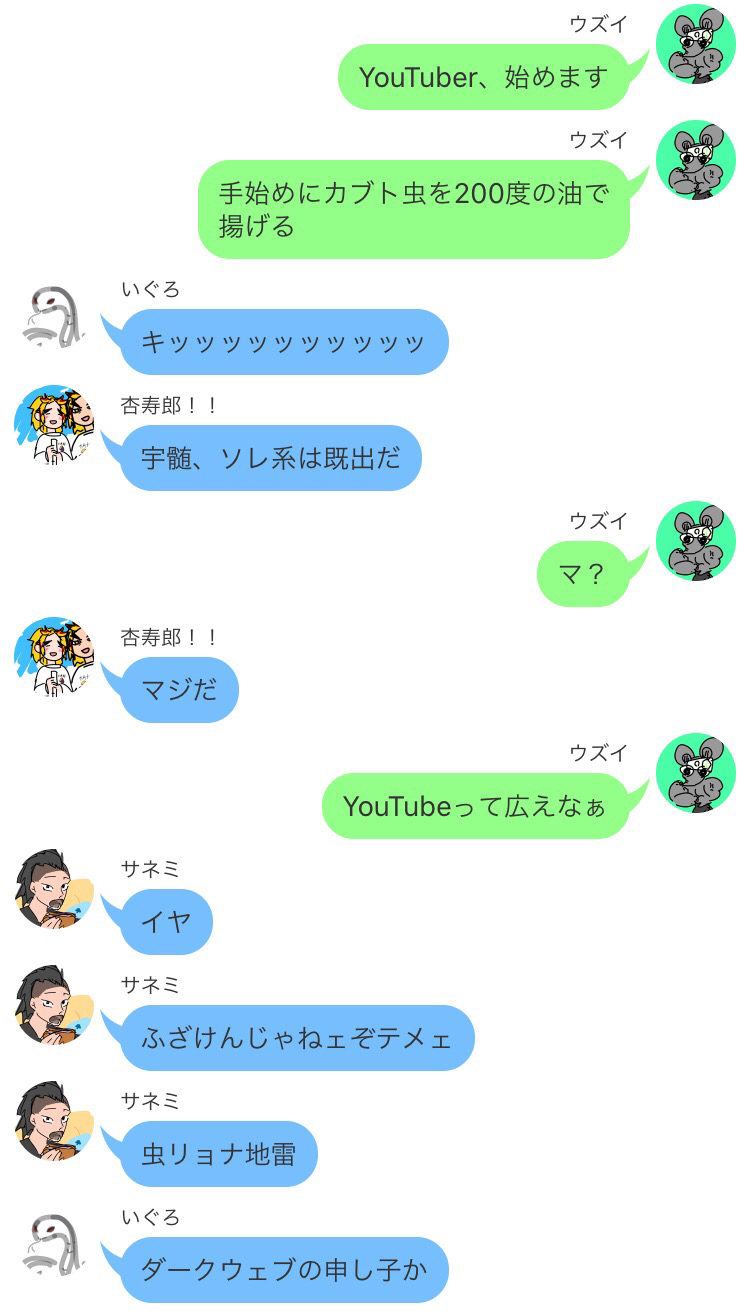 ウズイ
YouTuber、始めます
ウズイ
手始めにカブト虫を200度の油で
揚げる
いぐろ
キッッッッッッッッッッ
杏寿郎！！
宇髄、ソレ系は既出だ
ウズイ
マ？
杏寿郎！！
マジだ
ウズイ
YouTubeって広えなぁ
サネミ
イヤ
サネミ
ふざけんじゃねェぞテメェ
サネミ
虫リョナ地雷
いぐろ
ダークウェブの申し子か